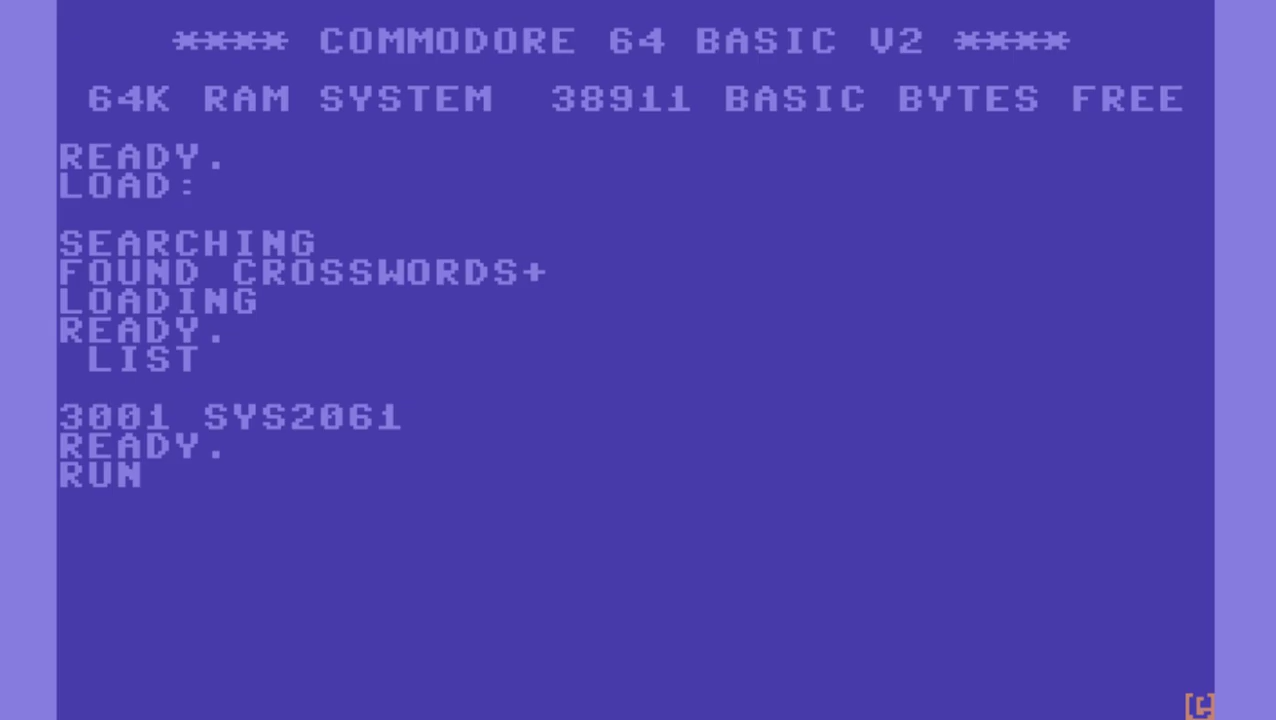 **** COMMODORE 64 BASIC V2 ****
64K RAM SYSTEM  38911 BASIC BYTES FREE
READY.
LOAD:
SEARCHING
FOUND CROSSWORDS+
LOADING
READY.
LIST
3001 SYS2061
READY.
RUN